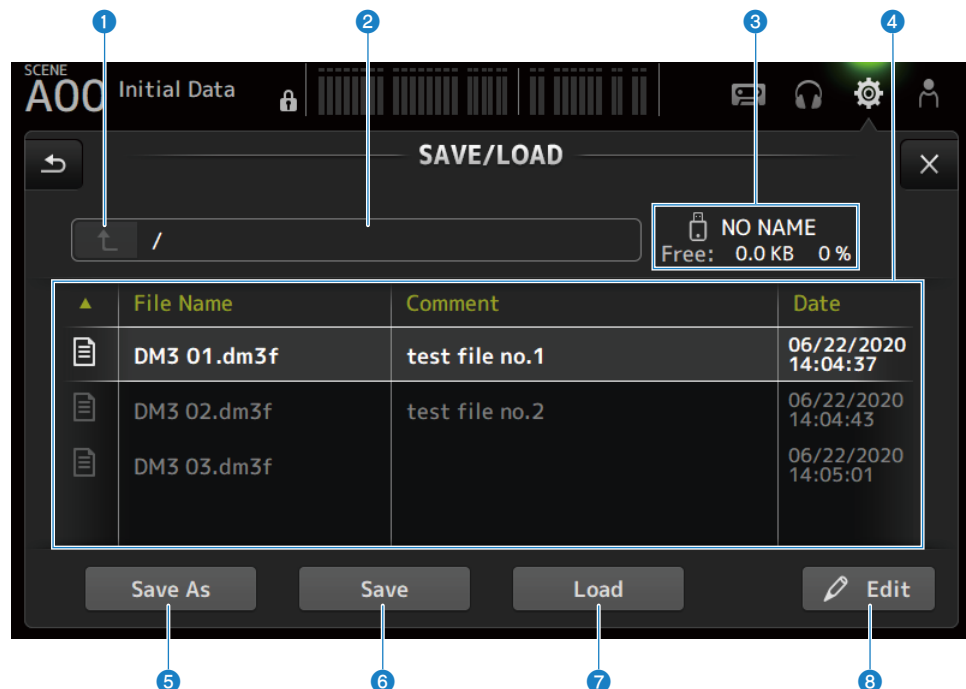 1 2 3 4
SCENE
A00 Initial Data
SAVE/LOAD
/
NO NAME
Free: 0.0 KB 0 %
▲ File Name Comment Date
DM3 01.dm3f test file no.1 06/22/2020 14:04:37
DM3 02.dm3f test file no.2 06/22/2020 14:04:43
DM3 03.dm3f 06/22/2020 14:05:01
Save As Save Load Edit
5 6 7 8